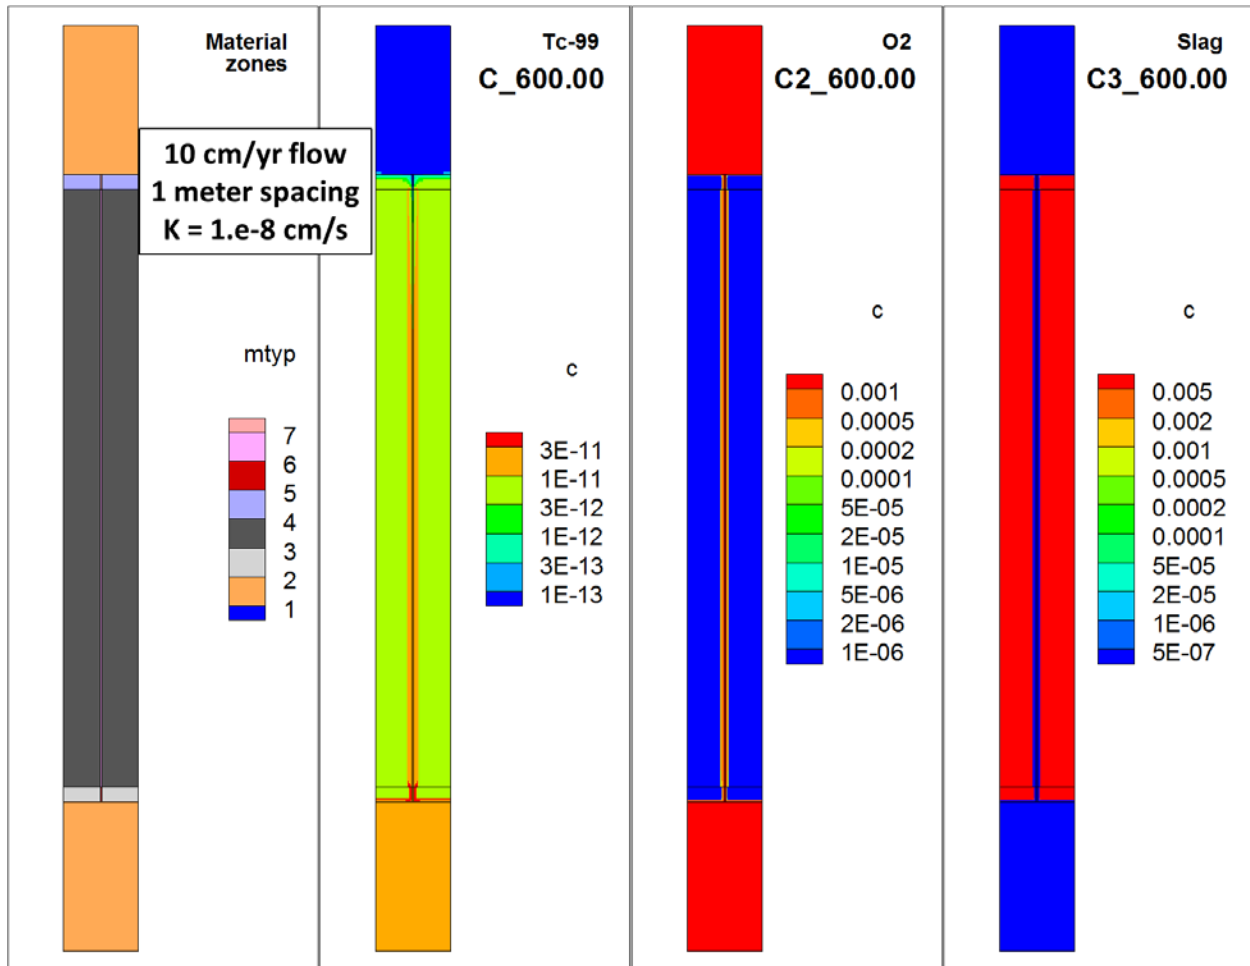 Material
zones
mtyp
7
6
5
4
3
2
1
10 cm/yr flow
1 meter spacing
K = 1.e-8 cm/s
Tc-99
C_600.00
c
3E-11
1E-11
3E-12
1E-12
3E-13
1E-13
O2
C2_600.00
c
0.001
0.0005
0.0002
0.0001
5E-05
2E-05
1E-05
5E-06
2E-06
1E-06
Slag
C3_600.00
c
0.005
0.002
0.001
0.0005
0.0002
0.0001
5E-05
2E-05
1E-06
5E-07